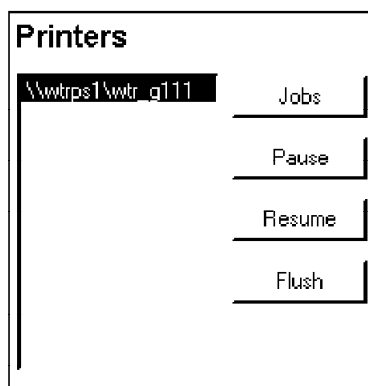 Printers
\\wtrps1\wtr_g111
Jobs
Pause
Resume
Flush